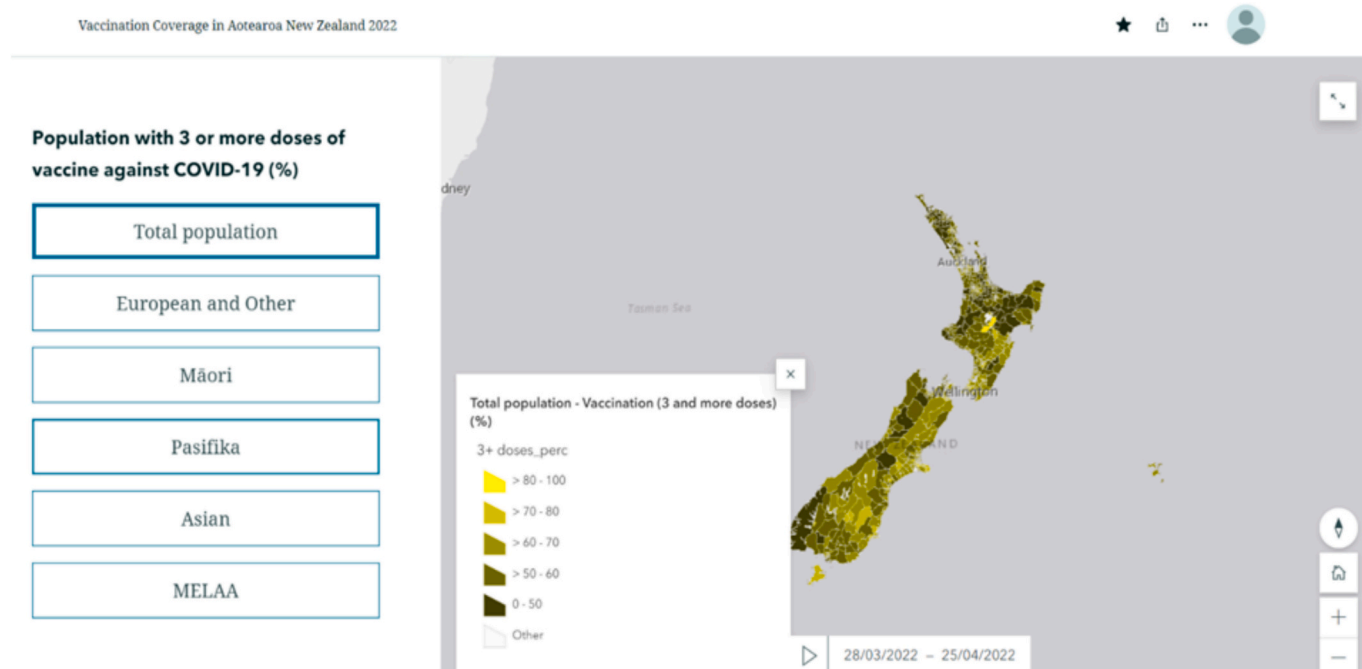 Vaccination Coverage in Aotearoa New Zealand 2022
Population with 3 or more doses of
vaccine against COVID-19 (%)
Total population
European and Other
Māori
Pasifika
Asian
MELAA
dney
Tasman Sea
Auckland
Wellington
Total population - Vaccination (3 and more doses)
(%)
3+ doses_perc
> 80 - 100
> 70 - 80
> 60 - 70
> 50 - 60
0 - 50
Other
28/03/2022 – 25/04/2022